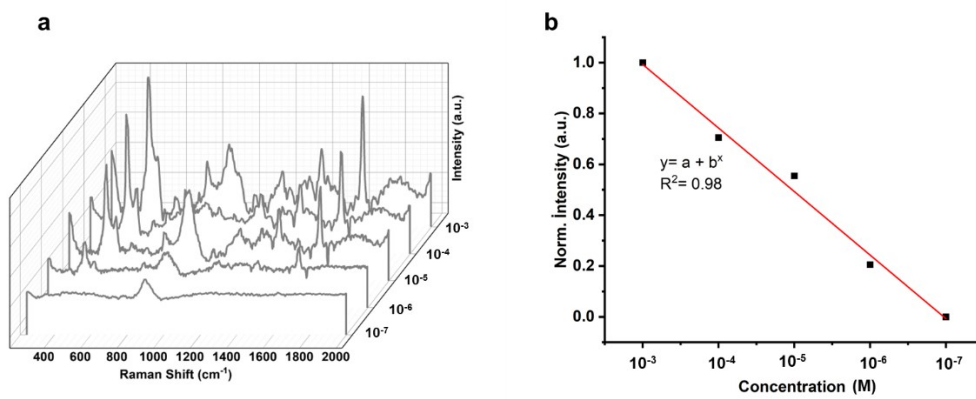 a
Intensity (a.u.)
10⁻³
10⁻⁴
10⁻⁵
10⁻⁶
10⁻⁷
400 600 800 1000 1200 1400 1600 1800 2000
Raman Shift (cm⁻¹)
b
Norm. intensity (a.u.)
1.0
0.8
0.6
0.4
0.2
0.0
y= a + bˣ
R²= 0.98
10⁻³ 10⁻⁴ 10⁻⁵ 10⁻⁶ 10⁻⁷
Concentration (M)